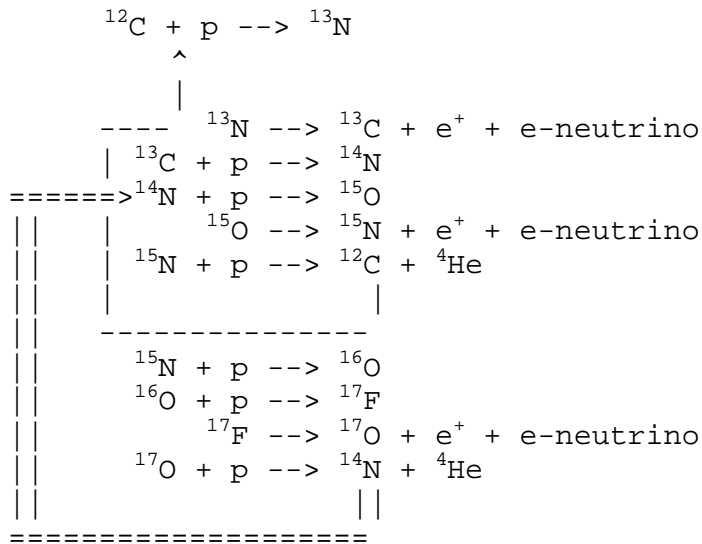 ¹²C + p --> ¹³N
^
|
---- ¹³N --> ¹³C + e⁺ + e-neutrino
| ¹³C + p --> ¹⁴N
======>¹⁴N + p --> ¹⁵O
|| | ¹⁵O --> ¹⁵N + e⁺ + e-neutrino
|| | ¹⁵N + p --> ¹²C + ⁴He
|| | |
|| ---------------
|| ¹⁵N + p --> ¹⁶O
|| ¹⁶O + p --> ¹⁷F
|| ¹⁷F --> ¹⁷O + e⁺ + e-neutrino
|| ¹⁷O + p --> ¹⁴N + ⁴He
|| ||
====================